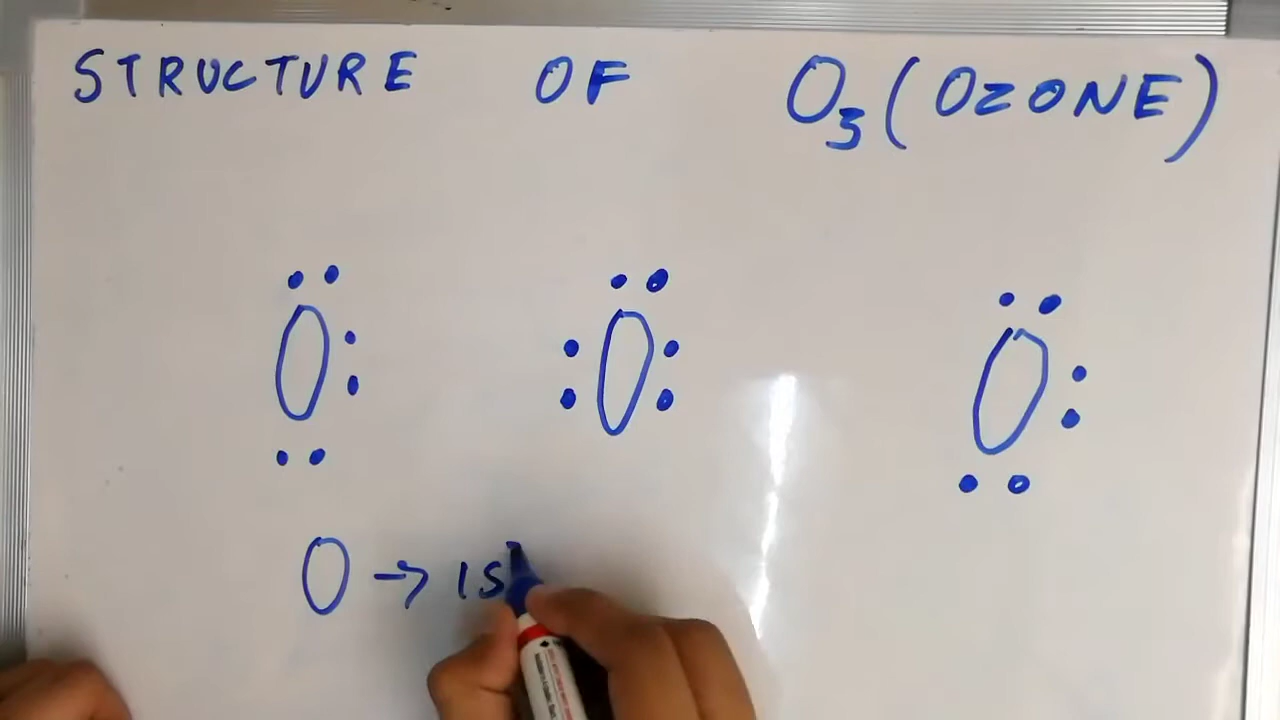 STRUCTURE OF O₃ (OZONE)
O O O
O → 1s